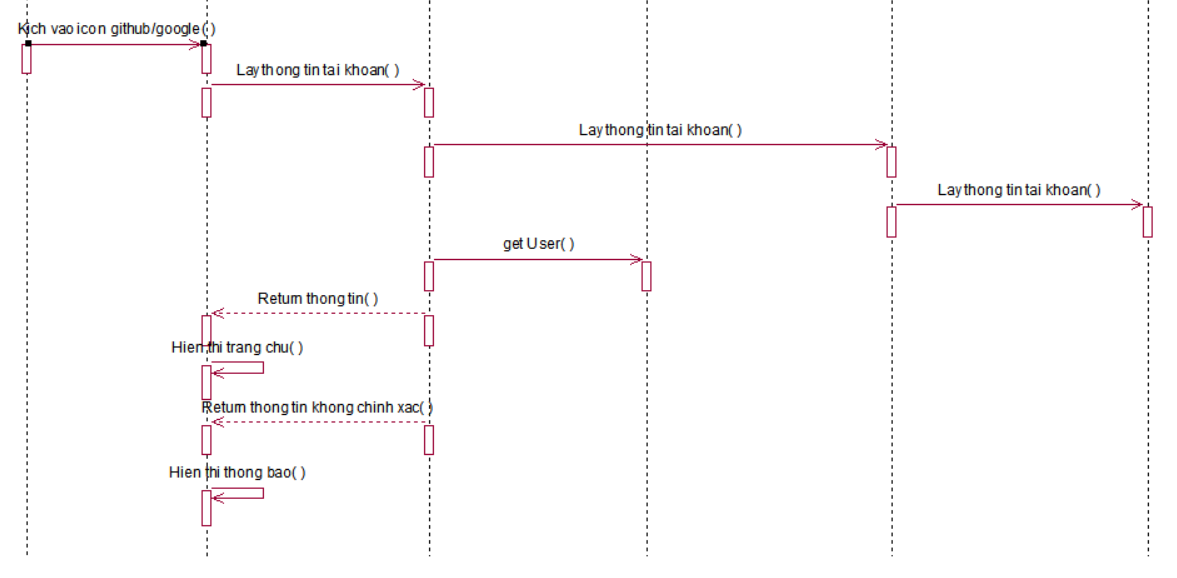 Kich vao icon github/google( )
Lay thong tin tai khoan( )
Lay thong tin tai khoan( )
Lay thong tin tai khoan( )
get User( )
Return thong tin( )
Hien thi trang chu( )
Return thong tin khong chinh xac( )
Hien thi thong bao( )